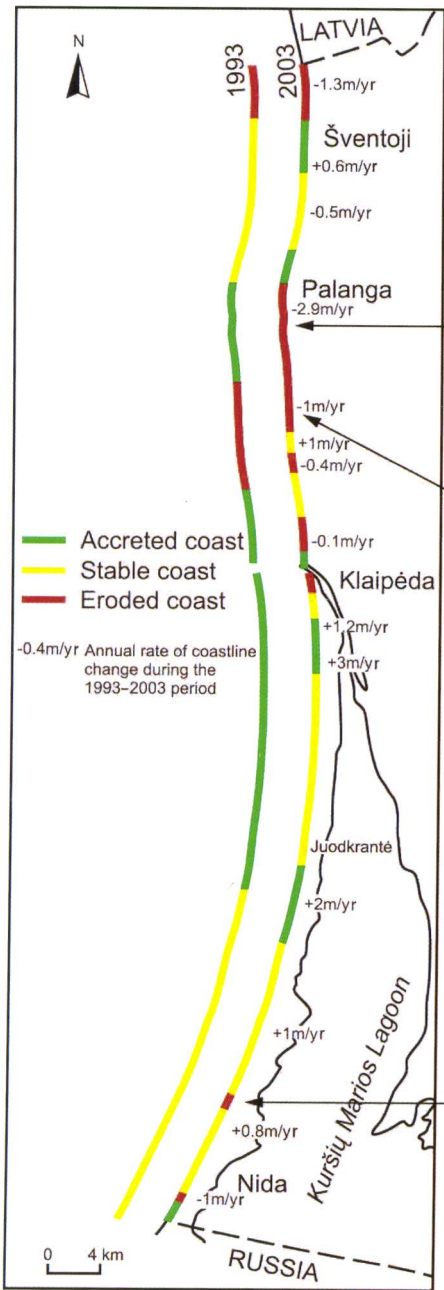 LATVIA
N
1993
2003
-1.3m/yr
Šventoji
+0.6m/yr
-0.5m/yr
Palanga
-2.9m/yr
-1m/yr
+1m/yr
-0.4m/yr
-0.1m/yr
Accreted coast
Stable coast
Eroded coast
Klaipėda
-0.4m/yr Annual rate of coastline
change during the
1993–2003 period
+1.2m/yr
+3m/yr
Juodkrantė
+2m/yr
+1m/yr
Kuršių Marios Lagoon
+0.8m/yr
Nida
-1m/yr
0 4 km
RUSSIA